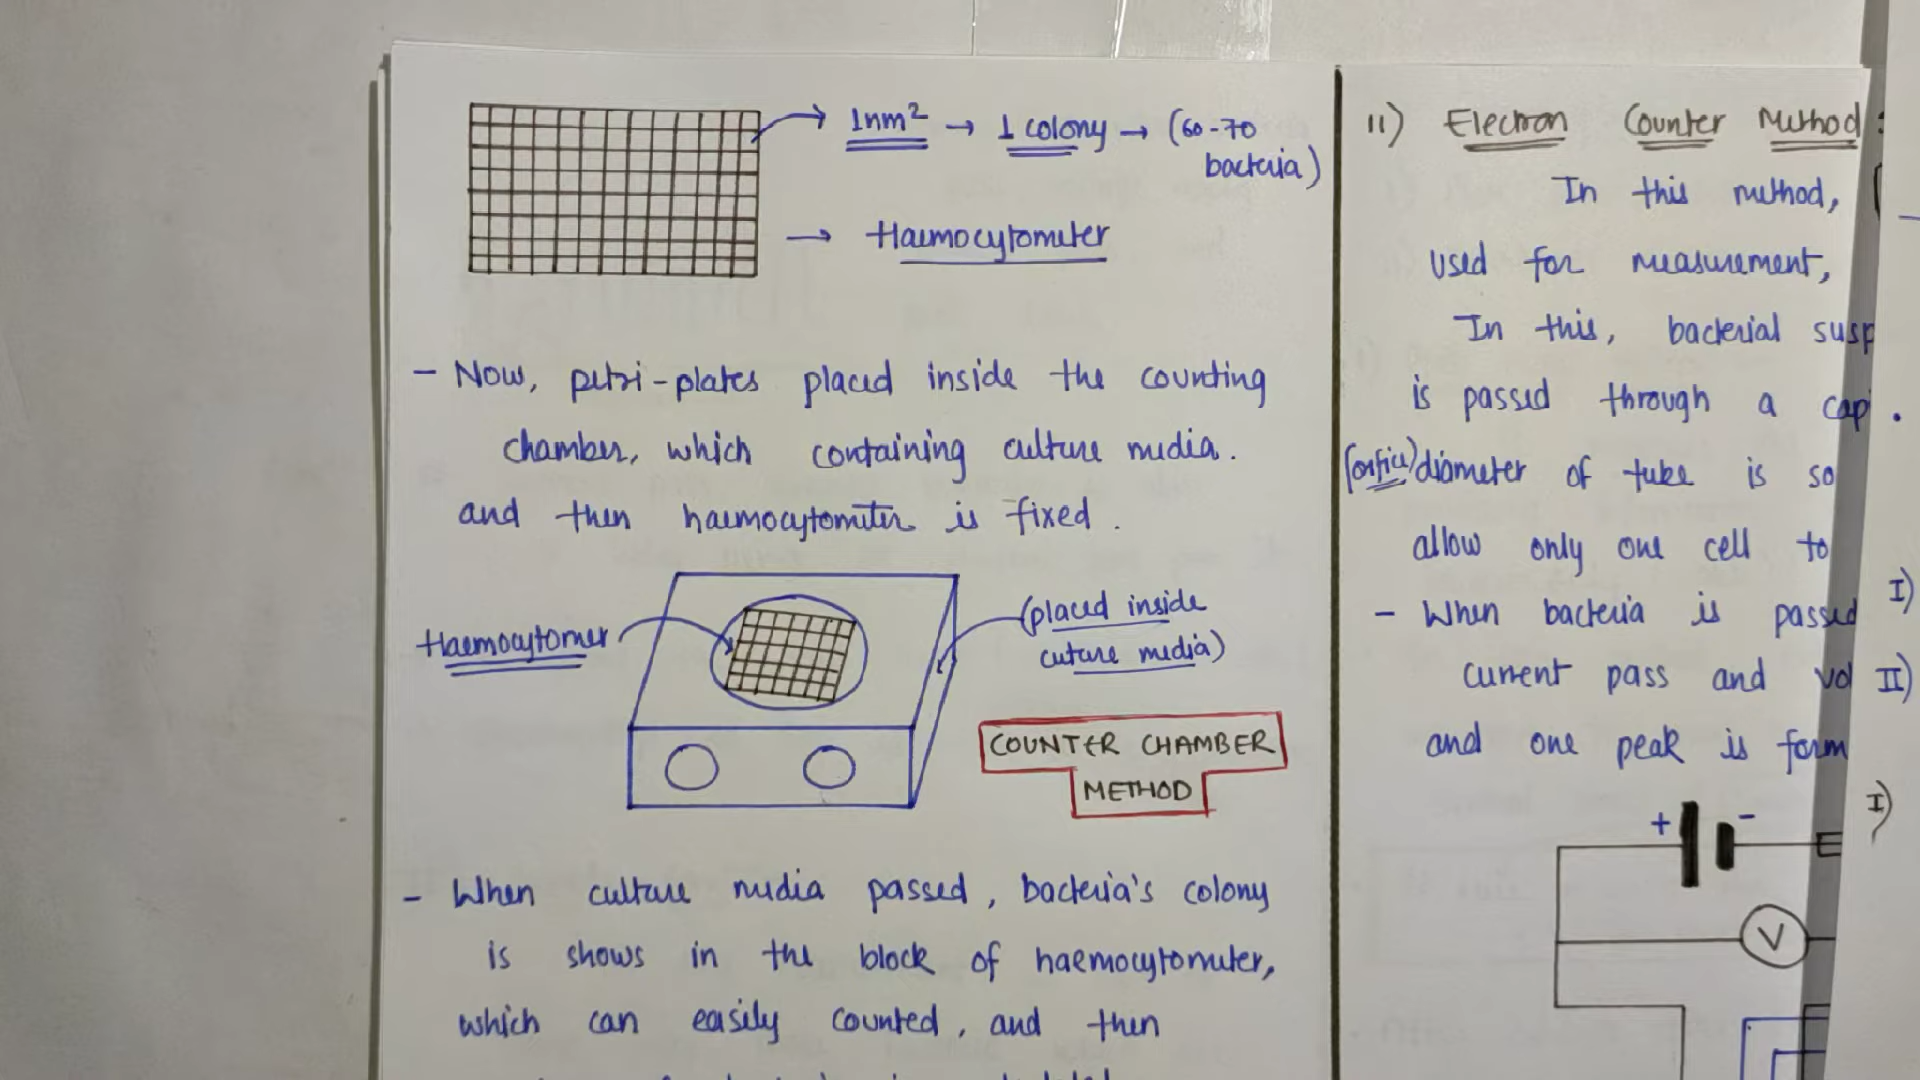 1nm² → 1 colony → (60-70
bacteria)
→ Haemocytometer
- Now, petri-plates placed inside the counting
chamber, which containing culture media.
and then haemocytometer is fixed.
Haemocytomer
(placed inside
cuture media)
COUNTER CHAMBER
METHOD
- When culture media passed, bacteria's colony
is shows in the block of haemocytometer,
which can easily counted, and then
11) Electron Counter Method:
In this method,
used for measurement,
In this, bacterial susp
is passed through a cap
(orifice) diameter of tube is so
allow only one cell to
- When bacteria is passed
current pass and vol
and one peak is form
+ -
V
I)
II)
I)